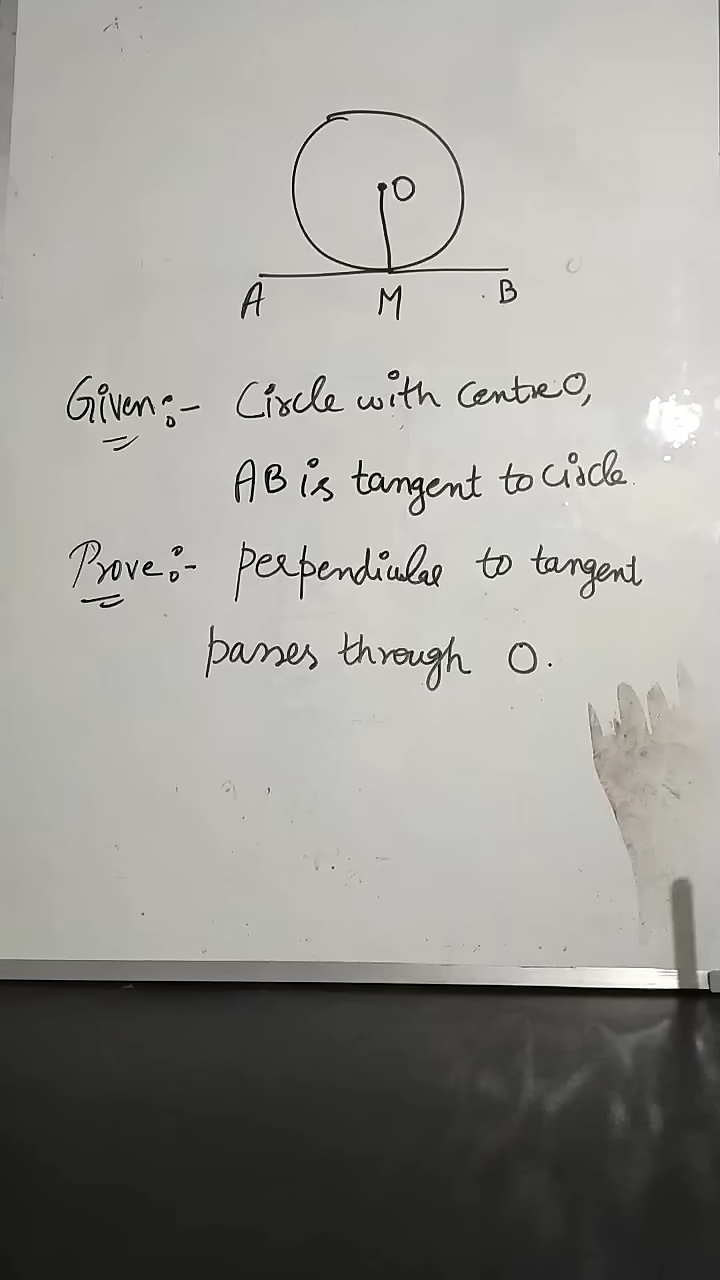 O
A M B
Given :- Circle with centre O,
AB is tangent to circle.
Prove :- perpendicular to tangent
passes through O.